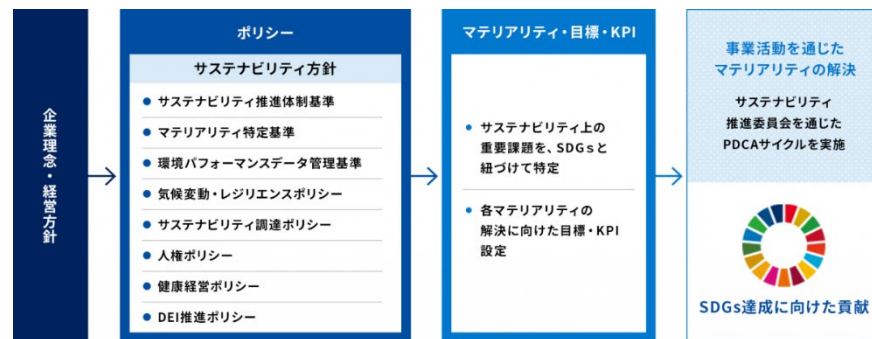 企業理念・経営方針
ポリシー
サステナビリティ方針
サステナビリティ推進体制基準
マテリアリティ特定基準
環境パフォーマンスデータ管理基準
気候変動・レジリエンスポリシー
サステナビリティ調達ポリシー
人権ポリシー
健康経営ポリシー
DEI推進ポリシー
マテリアリティ・目標・KPI
サステナビリティ上の
重要課題を、SDGsと
紐づけて特定
各マテリアリティの
解決に向けた目標・KPI
設定
事業活動を通じた
マテリアリティの解決
サステナビリティ
推進委員会を通じた
PDCAサイクルを実施
SDGs達成に向けた貢献